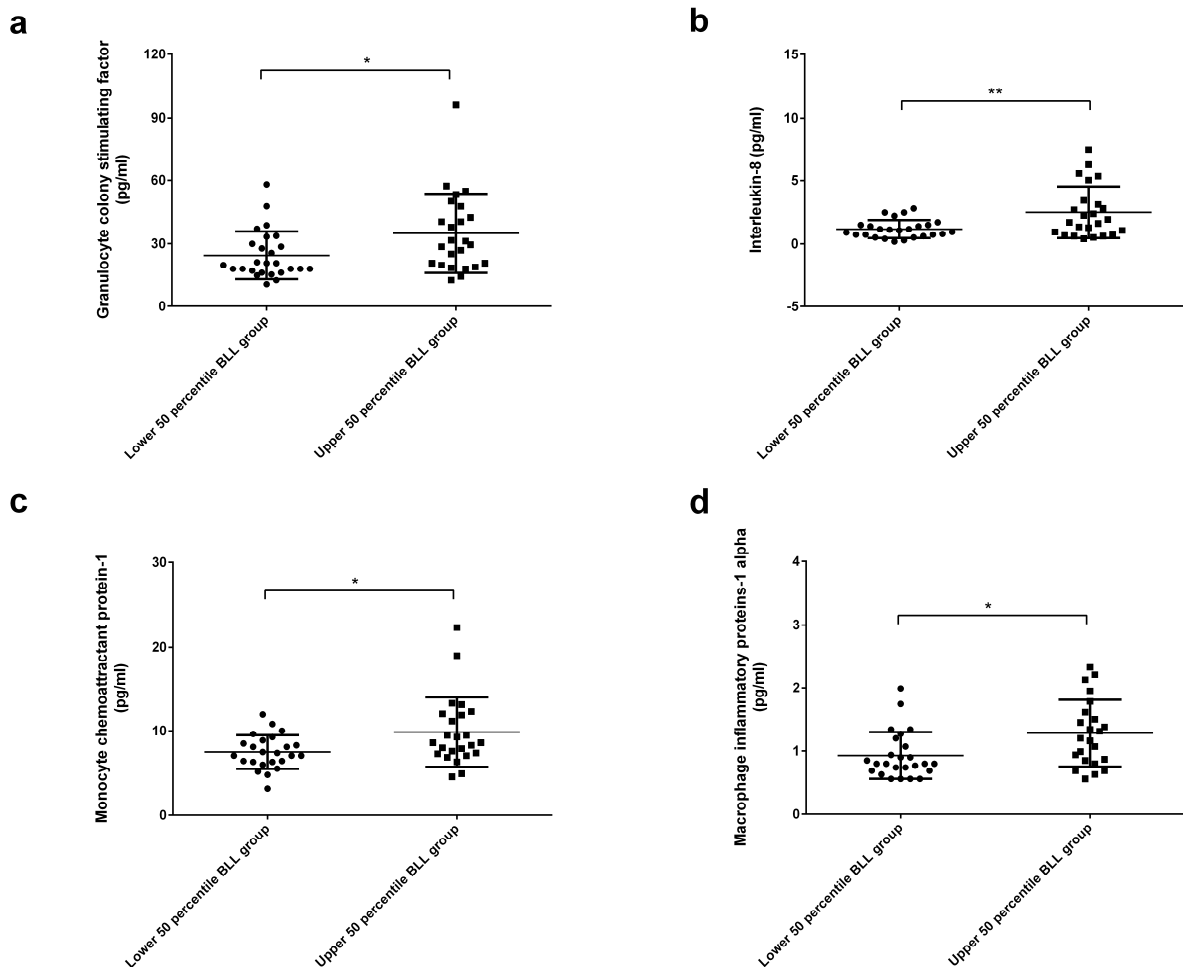 a
Granulocyte colony stimulating factor
(pg/ml)
120
90
60
30
0
*
Lower 50 percentile BLL group
Upper 50 percentile BLL group
b
Interleukin-8 (pg/ml)
15
10
5
0
-5
**
Lower 50 percentile BLL group
Upper 50 percentile BLL group
c
Monocyte chemoattractant protein-1
(pg/ml)
30
20
10
0
*
Lower 50 percentile BLL group
Upper 50 percentile BLL group
d
Macrophage inflammatory proteins-1 alpha
(pg/ml)
4
3
2
1
0
*
Lower 50 percentile BLL group
Upper 50 percentile BLL group